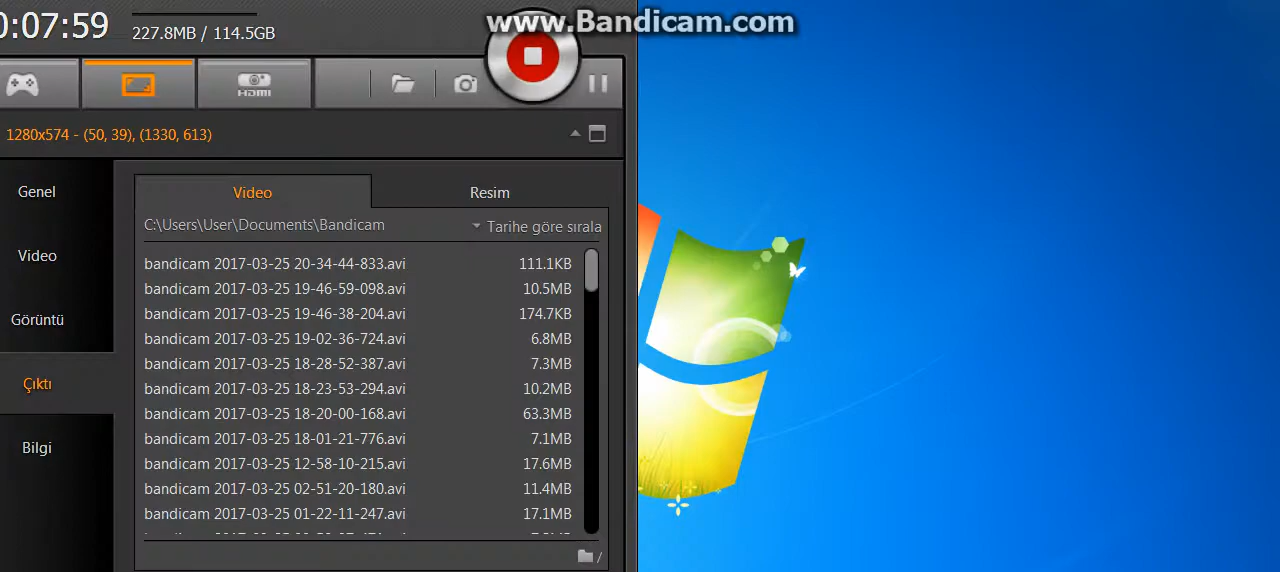 0:07:59
227.8MB / 114.5GB
www.Bandicam.com
HDMI
1280x574 - (50, 39), (1330, 613)
Genel
Video
Görüntü
Çıktı
Bilgi
Video
Resim
C:\Users\User\Documents\Bandicam
Tarihe göre sırala
bandicam 2017-03-25 20-34-44-833.avi 111.1KB
bandicam 2017-03-25 19-46-59-098.avi 10.5MB
bandicam 2017-03-25 19-46-38-204.avi 174.7KB
bandicam 2017-03-25 19-02-36-724.avi 6.8MB
bandicam 2017-03-25 18-28-52-387.avi 7.3MB
bandicam 2017-03-25 18-23-53-294.avi 10.2MB
bandicam 2017-03-25 18-20-00-168.avi 63.3MB
bandicam 2017-03-25 18-01-21-776.avi 7.1MB
bandicam 2017-03-25 12-58-10-215.avi 17.6MB
bandicam 2017-03-25 02-51-20-180.avi 11.4MB
bandicam 2017-03-25 01-22-11-247.avi 17.1MB
/